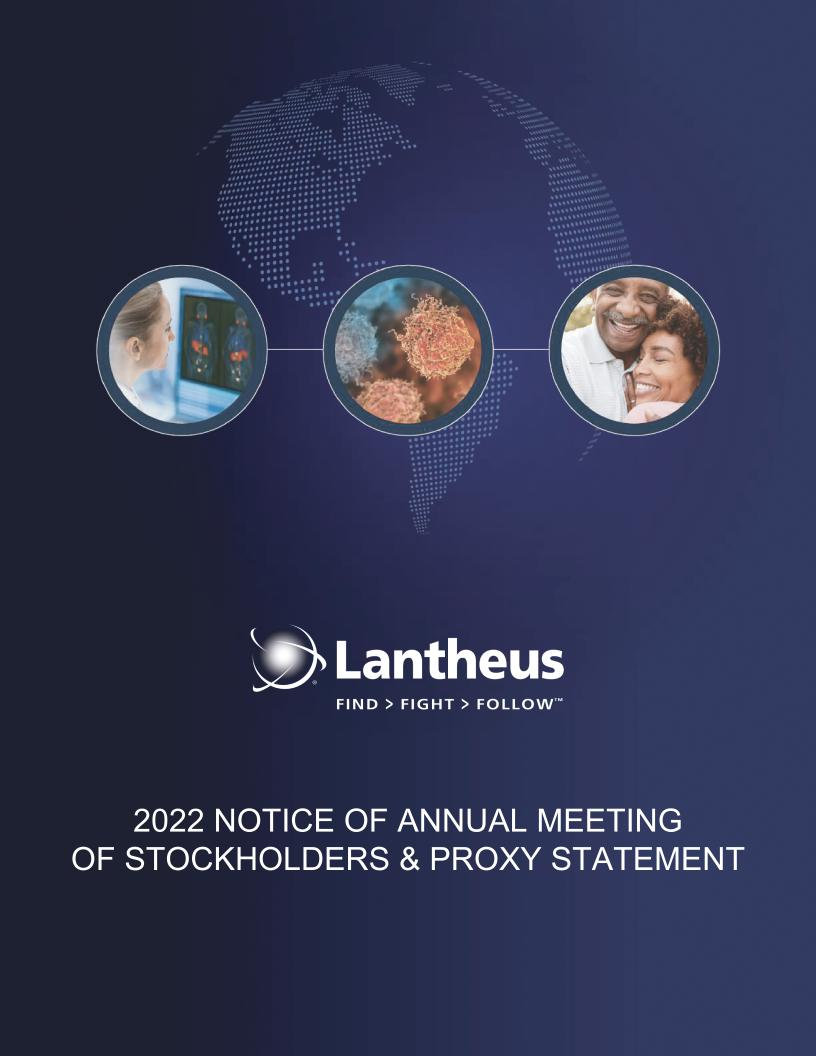 Lantheus
®
FIND > FIGHT > FOLLOW™
2022 NOTICE OF ANNUAL MEETING
OF STOCKHOLDERS & PROXY STATEMENT